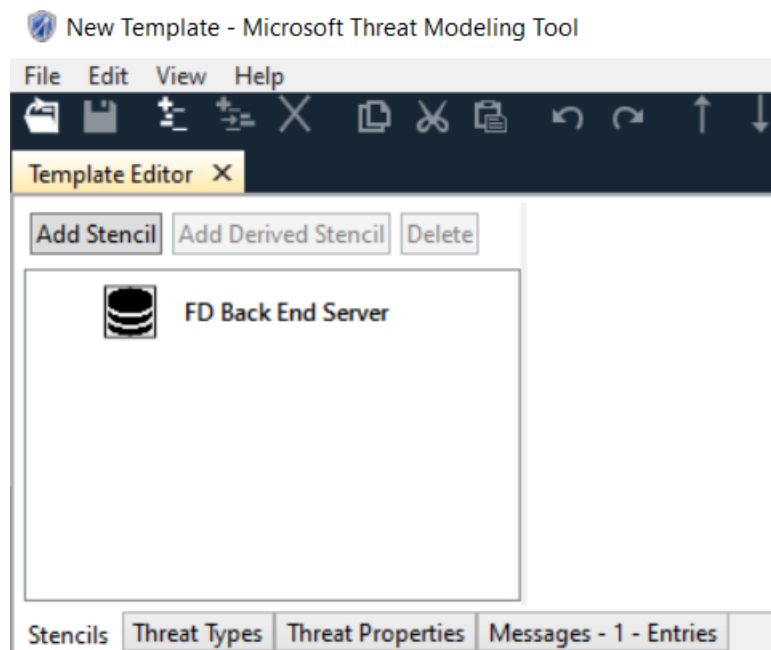 New Template - Microsoft Threat Modeling Tool
File Edit View Help
Template Editor
Add Stencil Add Derived Stencil Delete
FD Back End Server
Stencils Threat Types Threat Properties Messages - 1 - Entries